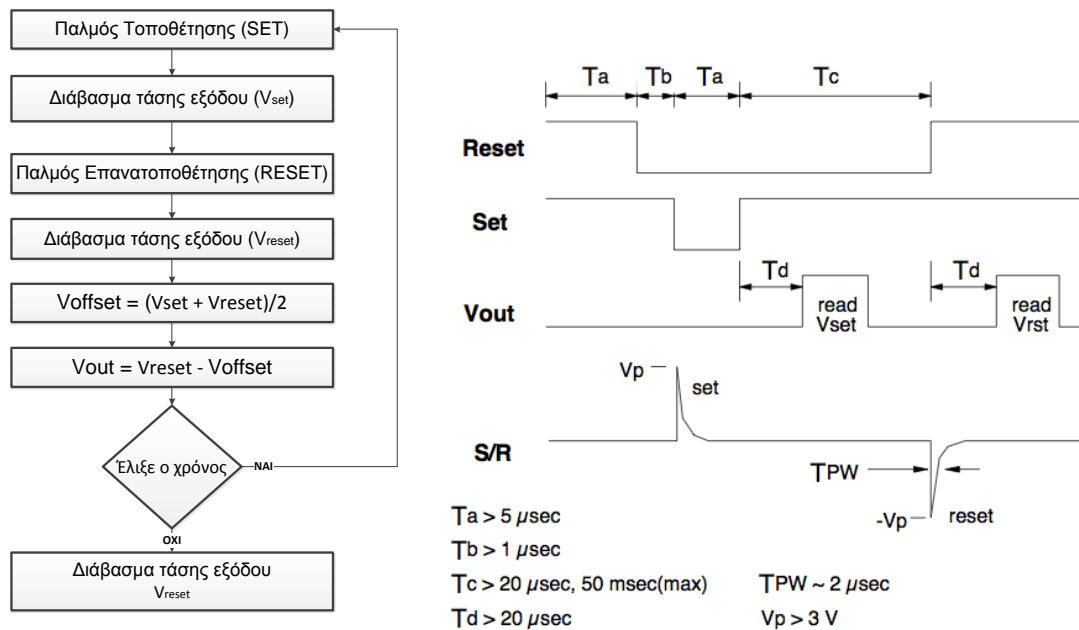 Παλμός Τοποθέτησης (SET)
Διάβασμα τάσης εξόδου (Vset)
Παλμός Επανατοποθέτησης (RESET)
Διάβασμα τάσης εξόδου (Vreset)
Voffset = (Vset + Vreset)/2
Vout = Vreset - Voffset
Έλιξε ο χρόνος
ΝΑΙ
ΟΧΙ
Διάβασμα τάσης εξόδου
Vreset
Ta Tb Ta Tc
Reset
Set
Td Td
Vout
read
Vset
read
Vrst
Vp
set
S/R
TPW
-Vp
reset
Ta > 5 µsec
Tb > 1 µsec
Tc > 20 µsec, 50 msec(max) TPW ~ 2 µsec
Td > 20 µsec Vp > 3 V